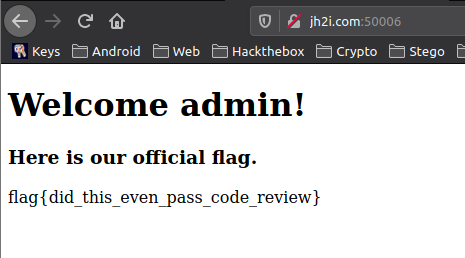 jh2i.com:50006
Keys Android Web Hackthebox Crypto Stego
Welcome admin!
Here is our official flag.
flag{did_this_even_pass_code_review}